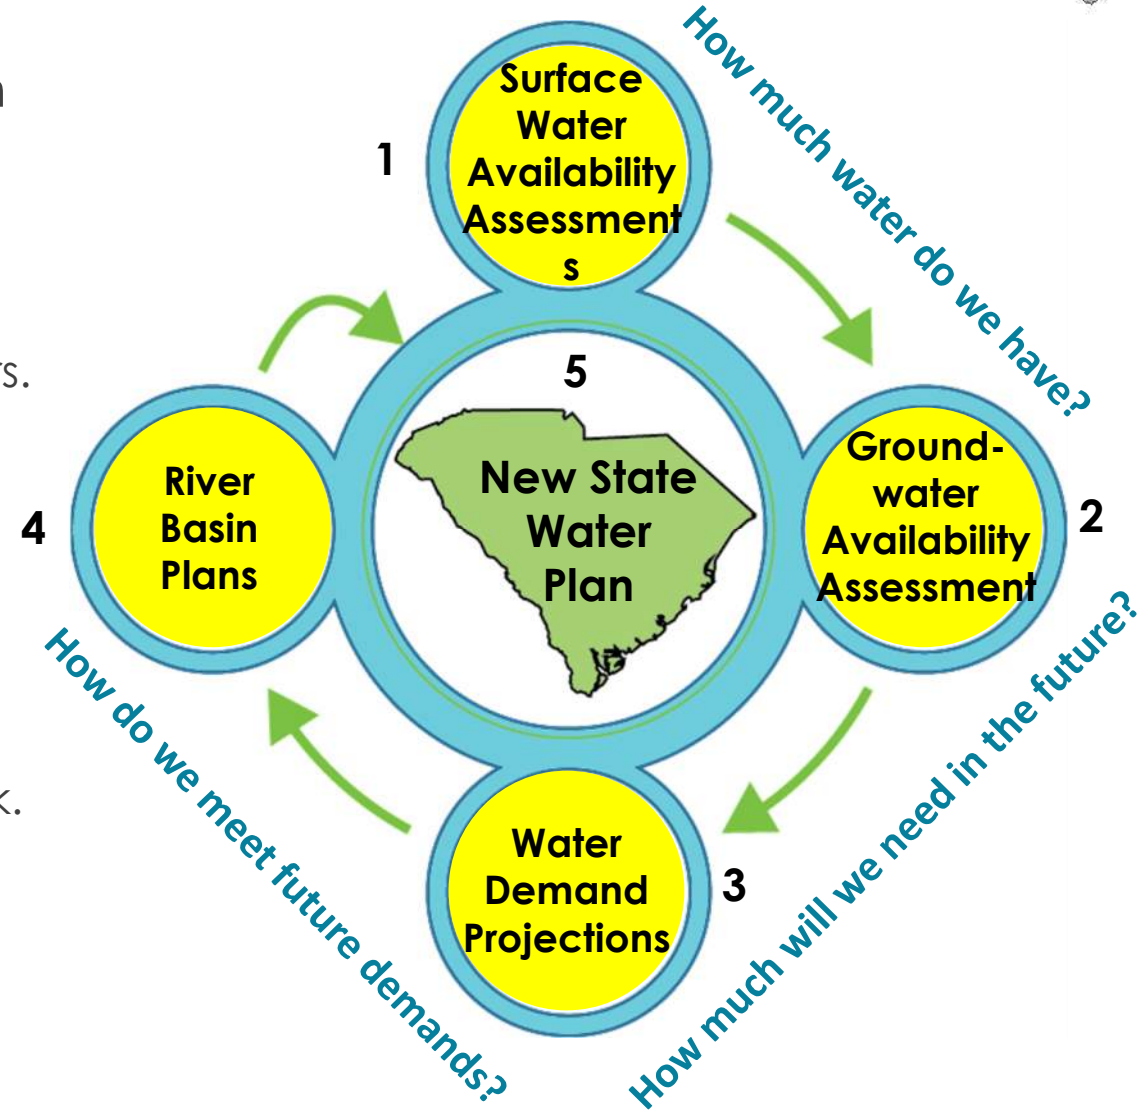 1
Surface
Water
Availability
Assessment
s
How much water do we have?
rs.
5
New State
Water
Plan
4
River
Basin
Plans
Ground-
water
Availability
Assessment
2
How do we meet future demands?
How much will we need in the future?
k.
Water
Demand
Projections
3